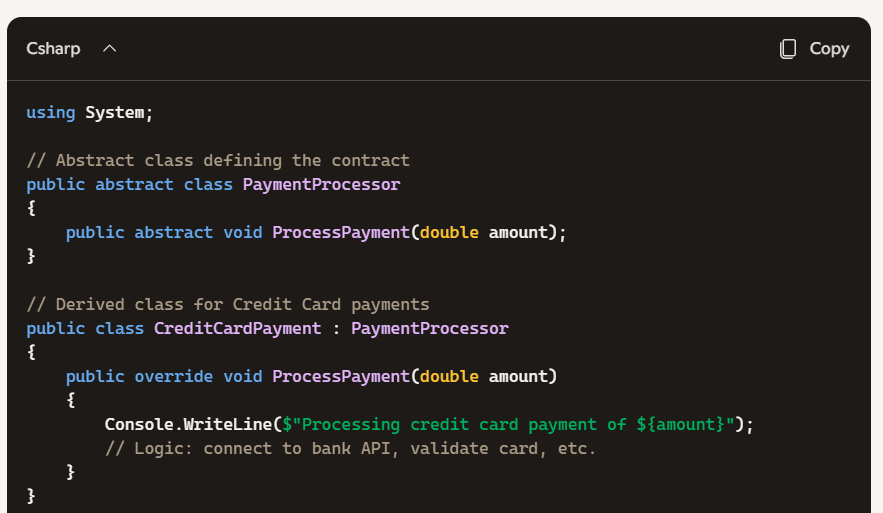 Csharp
Copy
using System;
// Abstract class defining the contract
public abstract class PaymentProcessor
{
    public abstract void ProcessPayment(double amount);
}
// Derived class for Credit Card payments
public class CreditCardPayment : PaymentProcessor
{
    public override void ProcessPayment(double amount)
    {
        Console.WriteLine($"Processing credit card payment of ${amount}");
        // Logic: connect to bank API, validate card, etc.
    }
}